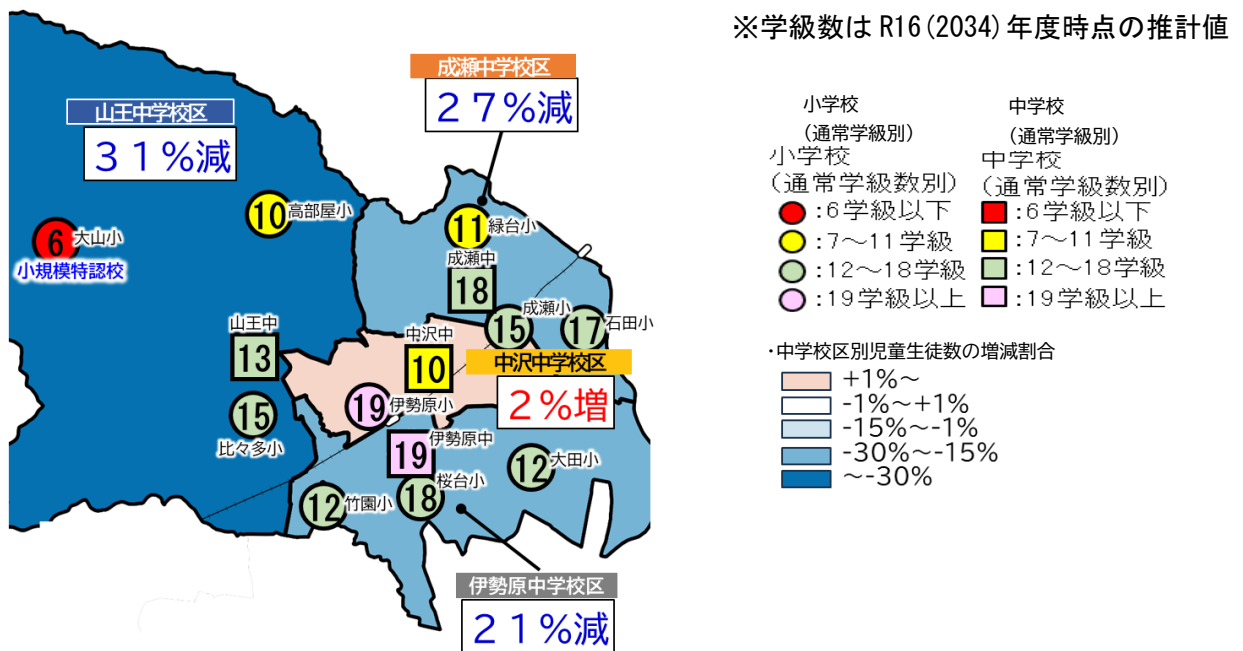 ※学級数はR16(2034)年度時点の推計値
成瀬中学校区
27%減
山王中学校区
31%減
10
高部屋小
6
大山小
小規模特認校
11
緑台小
成瀬中
18
成瀬小
15
17
石田小
山王中
13
中沢中
10
中沢中学校区
2%増
19
伊勢原小
15
比々多小
伊勢原中
19
12
大田小
桜台小
18
12
竹園小
伊勢原中学校区
21%減
小学校
(通常学級別)
小学校
(通常学級数別)
:6学級以下
:7~11学級
:12~18学級
:19学級以上
中学校
(通常学級別)
中学校
(通常学級数別)
:6学級以下
:7~11学級
:12~18学級
:19学級以上
・中学校区別児童生徒数の増減割合
+1%~
-1%~+1%
-15%~-1%
-30%~-15%
~-30%